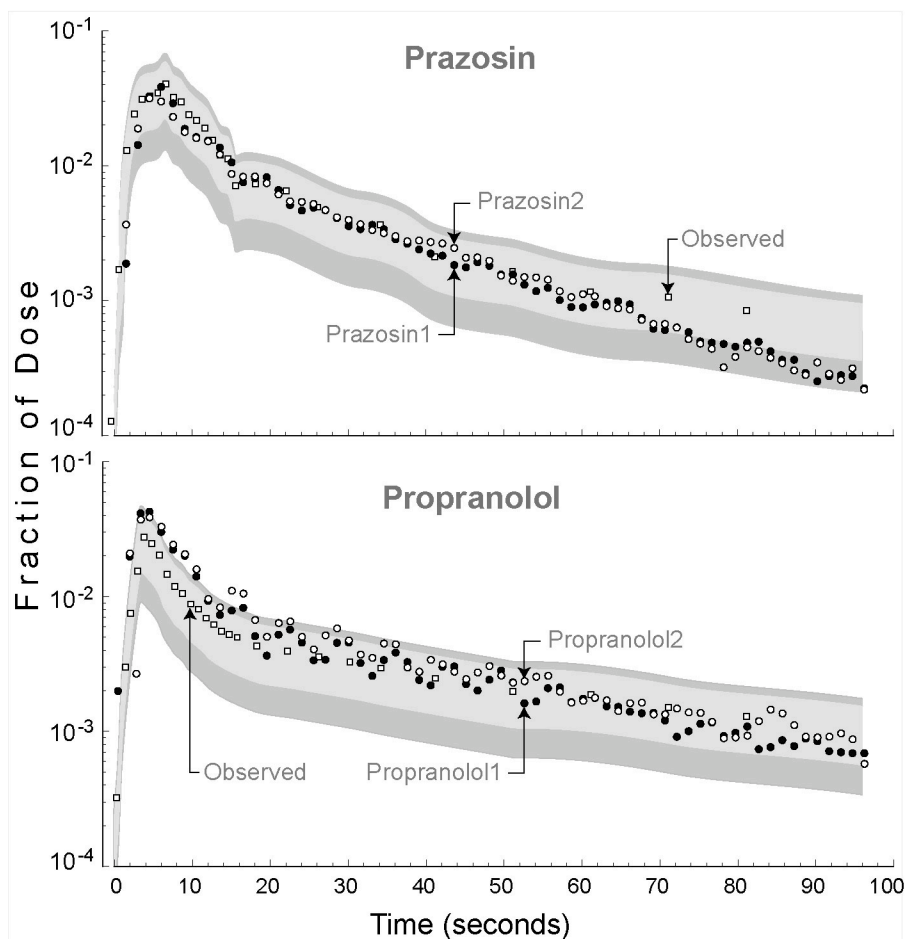 Prazosin
10-1
10-2
10-3
10-4
Prazosin2
Observed
Prazosin1
Fraction of Dose
Propranolol
10-1
10-2
10-3
10-4
Propranolol2
Observed
Propranolol1
0 10 20 30 40 50 60 70 80 90 100
Time (seconds)